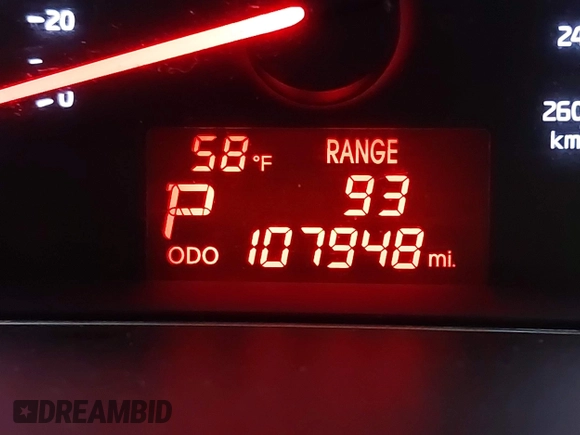 -20
-0
24
260
km
58 °F RANGE
P 93
ODO 107948 mi.
DREAMBID